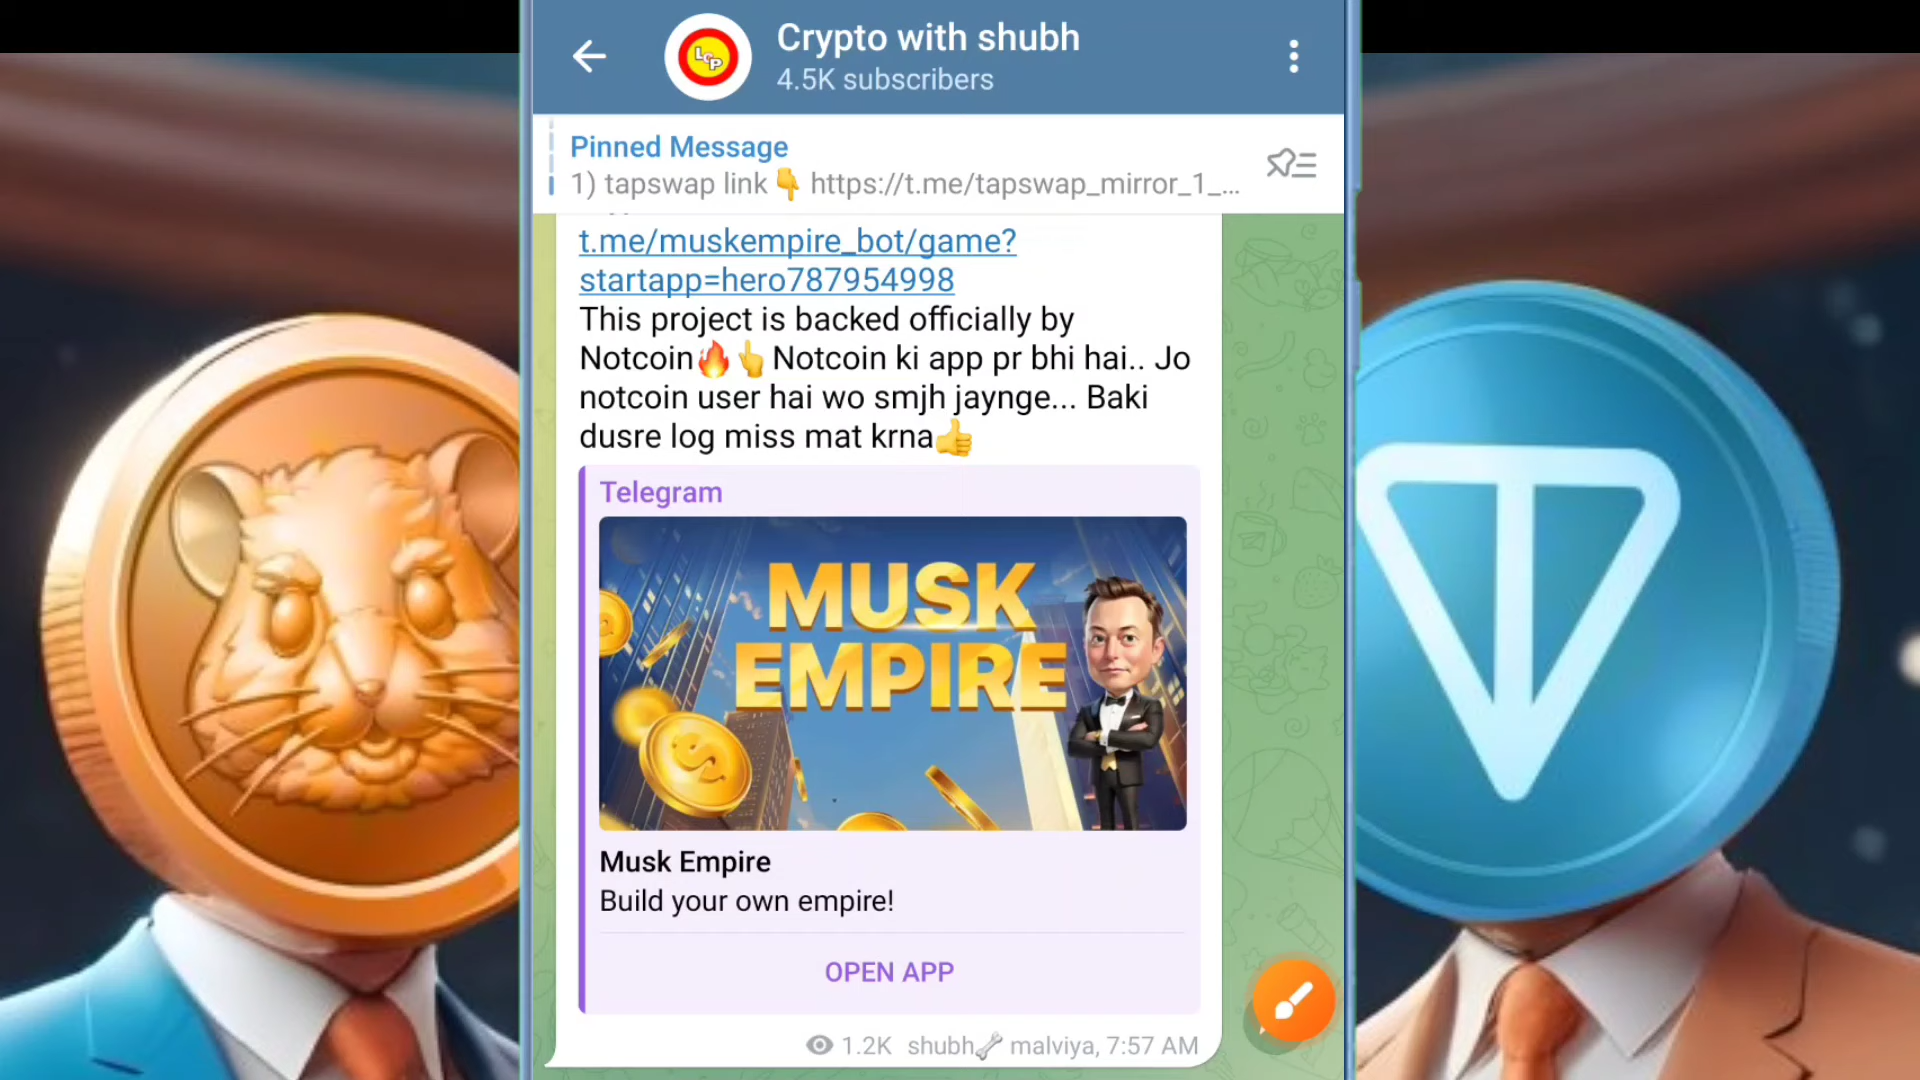 Crypto with shubh
4.5K subscribers
LCP
Pinned Message
1) tapswap link👇 https://t.me/tapswap_mirror_1_...
t.me/muskempire_bot/game?
startapp=hero787954998
This project is backed officially by
Notcoin🔥👆Notcoin ki app pr bhi hai.. Jo
notcoin user hai wo smjh jaynge... Baki
dusre log miss mat krna👍
Telegram
MUSK
EMPIRE
Musk Empire
Build your own empire!
OPEN APP
1.2K shubh🦴 malviya, 7:57 AM